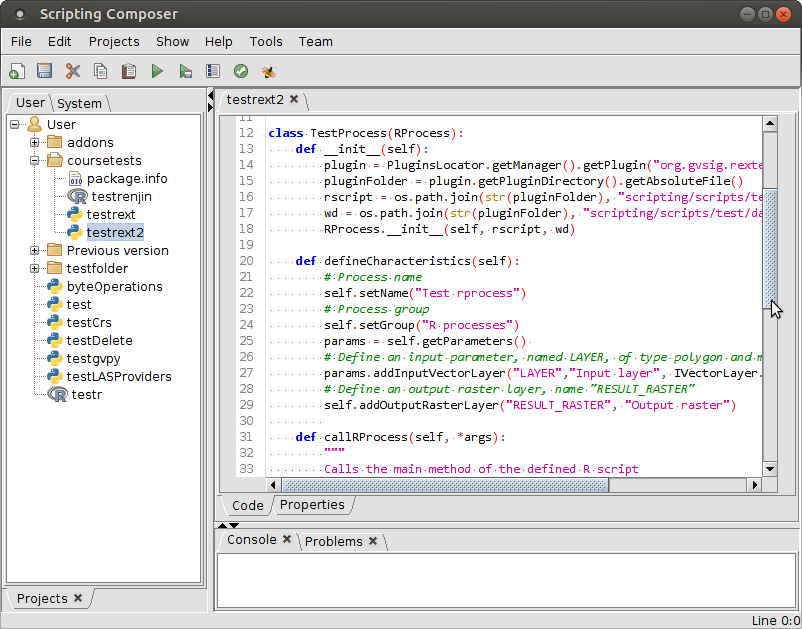 Scripting Composer
File Edit Projects Show Help Tools Team
User System
User
addons
coursetests
package.info
testrenjin
testrext
testrext2
Previous version
testfolder
byteOperations
test
testCrs
testDelete
testgvpy
testLASProviders
testr
Projects
testrext2
11
12 class TestProcess(RProcess):
13 def __init__(self):
14 plugin = PluginsLocator.getManager().getPlugin("org.gvsig.rexte
15 pluginFolder = plugin.getPluginDirectory().getAbsoluteFile()
16 rscript = os.path.join(str(pluginFolder), "scripting/scripts/te
17 wd = os.path.join(str(pluginFolder), "scripting/scripts/test/da
18 RProcess.__init__(self, rscript, wd)
19
20 def defineCharacteristics(self):
21 # Process name
22 self.setName("Test rprocess")
23 # Process group
24 self.setGroup("R processes")
25 params = self.getParameters()
26 # Define an input parameter, named LAYER, of type polygon and m
27 params.addInputVectorLayer("LAYER","Input layer", IVectorLayer.
28 # Define an output raster layer, name "RESULT_RASTER"
29 self.addOutputRasterLayer("RESULT_RASTER", "Output raster")
30
31 def callRProcess(self, *args):
32 """
33 Calls the main method of the defined R script
Code Properties
Console Problems
Line 0:0